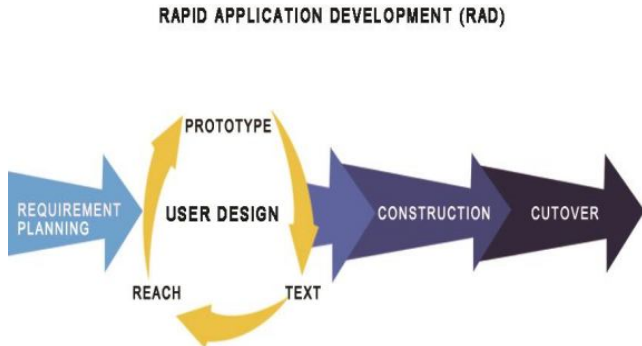 RAPID APPLICATION DEVELOPMENT (RAD)
PROTOTYPE
REQUIREMENT
PLANNING
USER DESIGN
CONSTRUCTION
CUTOVER
REACH
TEXT